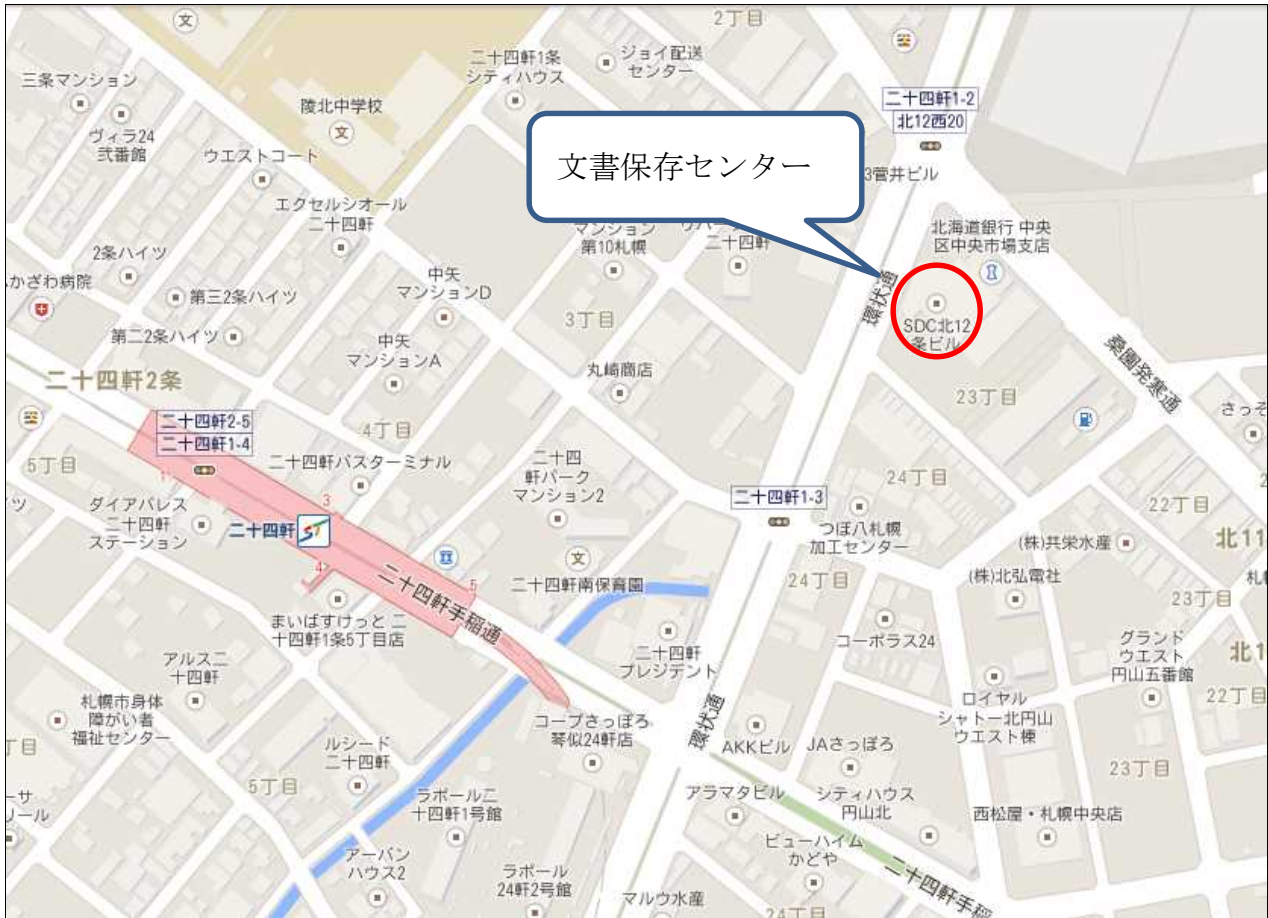 文
2丁目
二十四軒1条
シティハウス
ジョイ配送
センター
三条マンション
陵北中学校
文
二十四軒1-2
北12西20
ヴィラ24
弐番館
ウエストコート
文書保存センター
3菅井ビル
エクセルシオール
二十四軒
マンション
第10札幌
二十四軒
北海道銀行 中央
区中央市場支店
2条ハイツ
かざわ病院
第三2条ハイツ
中矢
マンションD
環状通
SDC北12
条ビル
3丁目
第二2条ハイツ
中矢
マンションA
丸崎商店
桑園発寒通
二十四軒2条
23丁目
さっそ
二十四軒2-5
二十四軒1-4
4丁目
5丁目
二十四軒バスターミナル
二十四
軒パーク
マンション2
24丁目
二十四軒1-3
22丁目
ツ
ダイアパレス
二十四軒
ステーション
11
3
二十四軒
ST
つぼ八札幌
加工センター
(株)共栄水産
北11
4
文
5
二十四軒南保育園
24丁目
(株)北弘電社
札幌
23丁目
二十四軒手稲通
まいばすけっと 二
十四軒1条5丁目店
コーポラス24
グランド
ウエスト
円山五番館
北1
アルス二
十四軒
二十四軒
プレジデント
22丁目
札幌市身体
障がい者
福祉センター
ロイヤル
シャトー北円山
ウエスト棟
丁目
コープさっぽろ
琴似24軒店
環状通
AKKビル
JAさっぽろ
ルシード
二十四軒
23丁目
5丁目
ーサ
リール
ラポール二
十四軒1号館
アラマタビル
シティハウス
円山北
西松屋・札幌中央店
アーバン
ハウス2
ビューハイム
かどや
ラポール
24軒2号館
マルウ水産
二十四軒手稲
24丁目